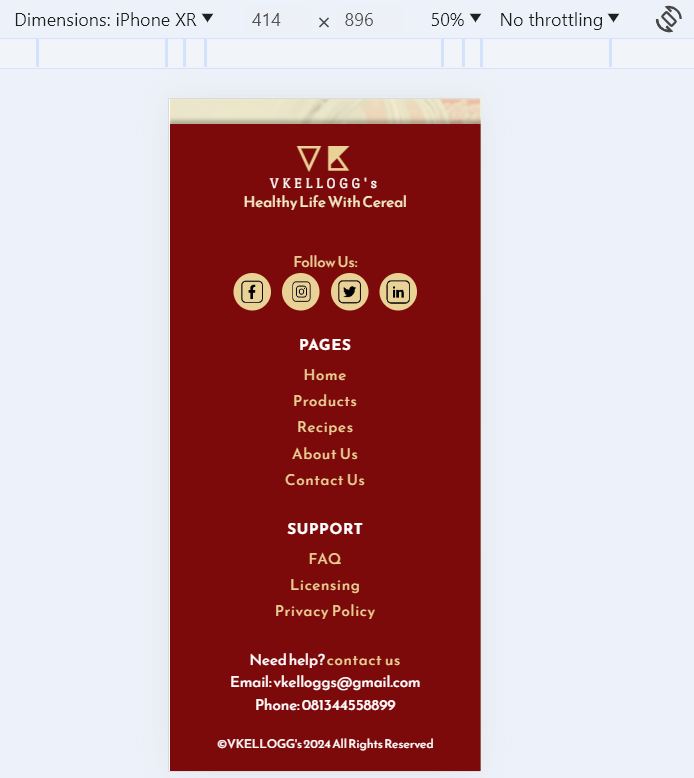 Dimensions: iPhone XR 414 × 896 50% No throttling
VK
VKELLOGG's
Healthy Life With Cereal
Follow Us:
PAGES
Home
Products
Recipes
About Us
Contact Us
SUPPORT
FAQ
Licensing
Privacy Policy
Need help? contact us
Email: vkelloggs@gmail.com
Phone: 081344558899
©VKELLOGG's 2024 All Rights Reserved